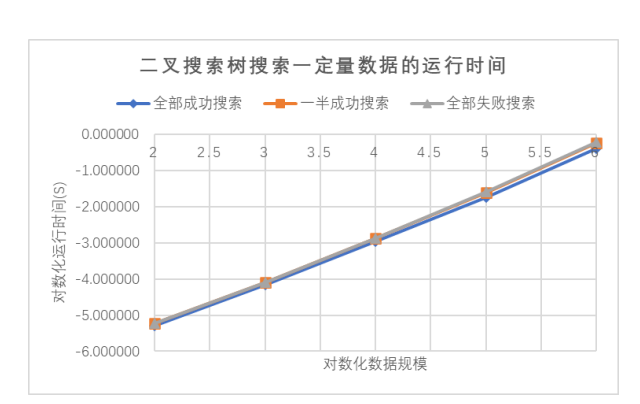 二叉搜索树搜索一定量数据的运行时间
全部成功搜索 一半成功搜索 全部失败搜索
0.000000
2 2.5 3 3.5 4 4.5 5 5.5 6
-1.000000
-2.000000
-3.000000
-4.000000
-5.000000
-6.000000
对数化运行时间(S)
对数化数据规模